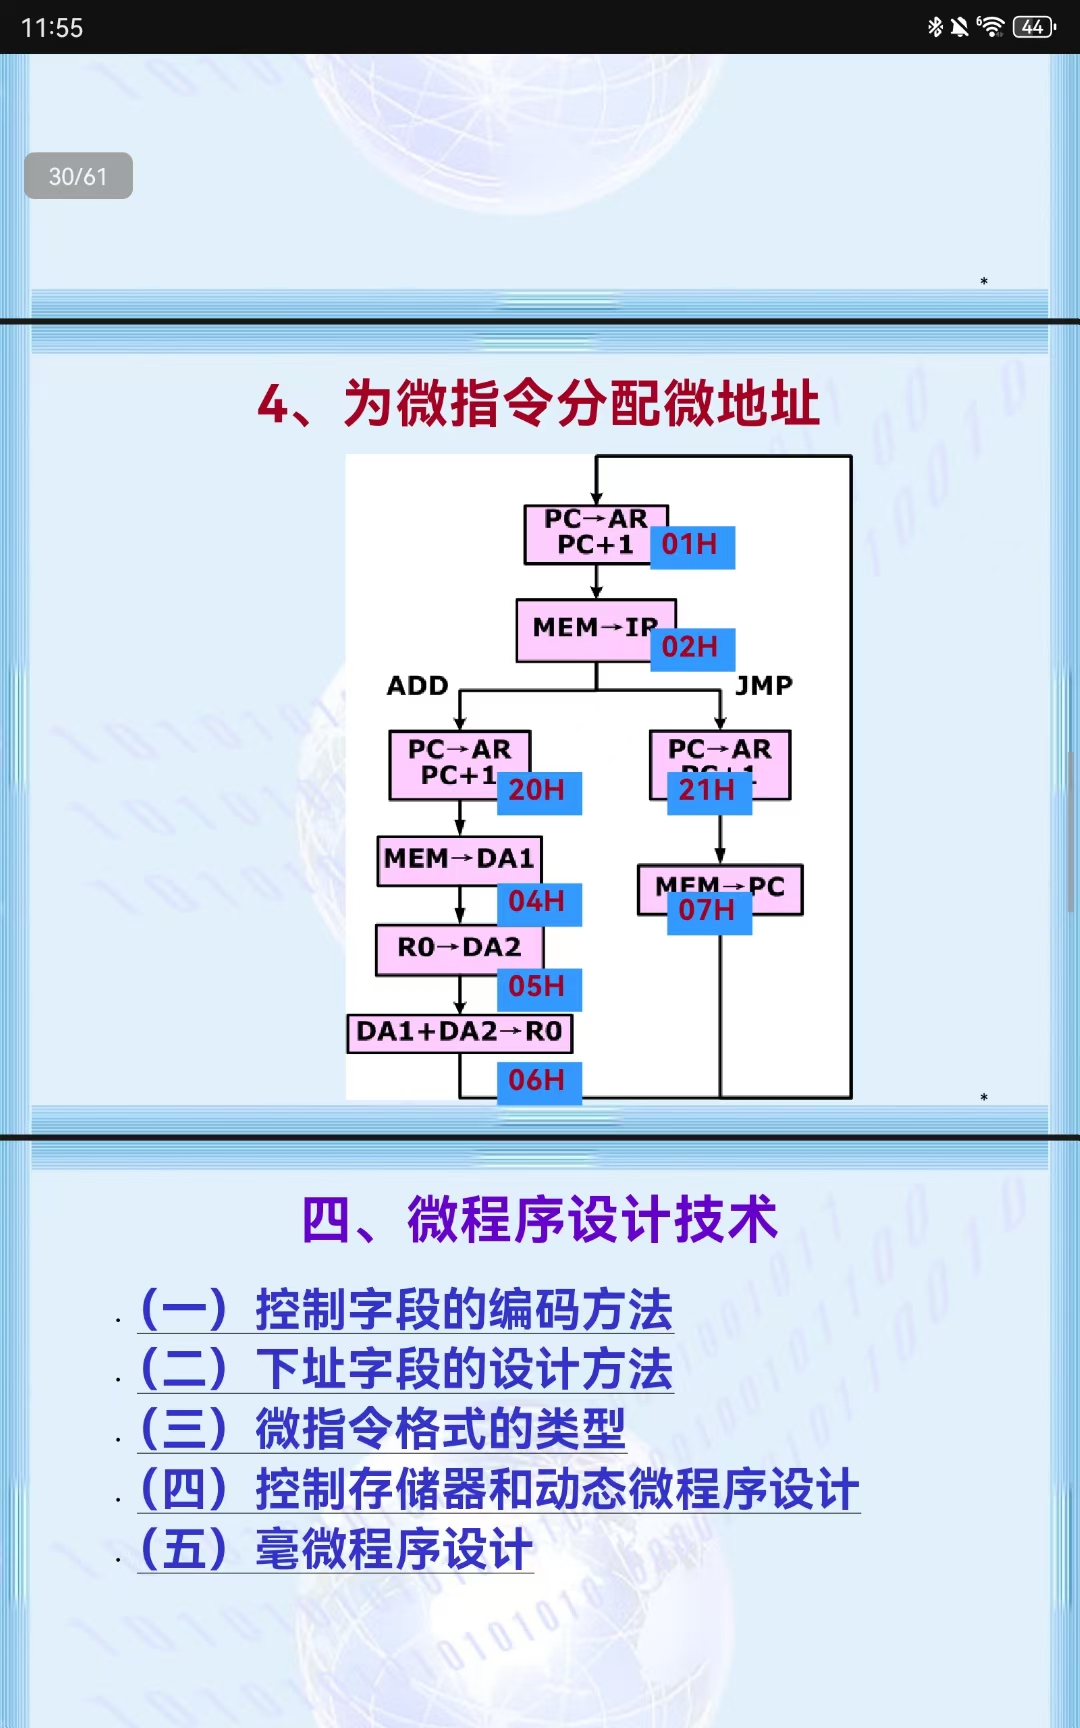 11:55
6
44
30/61
*
4、为微指令分配微地址
PC→AR
PC+1
01H
MEM→IR
02H
ADD
JMP
PC→AR
PC+1
20H
PC→AR
PC+1
21H
MEM→DA1
04H
MEM→PC
07H
R0→DA2
05H
DA1+DA2→R0
06H
*
四、微程序设计技术
（一）控制字段的编码方法
（二）下址字段的设计方法
（三）微指令格式的类型
（四）控制存储器和动态微程序设计
（五）毫微程序设计